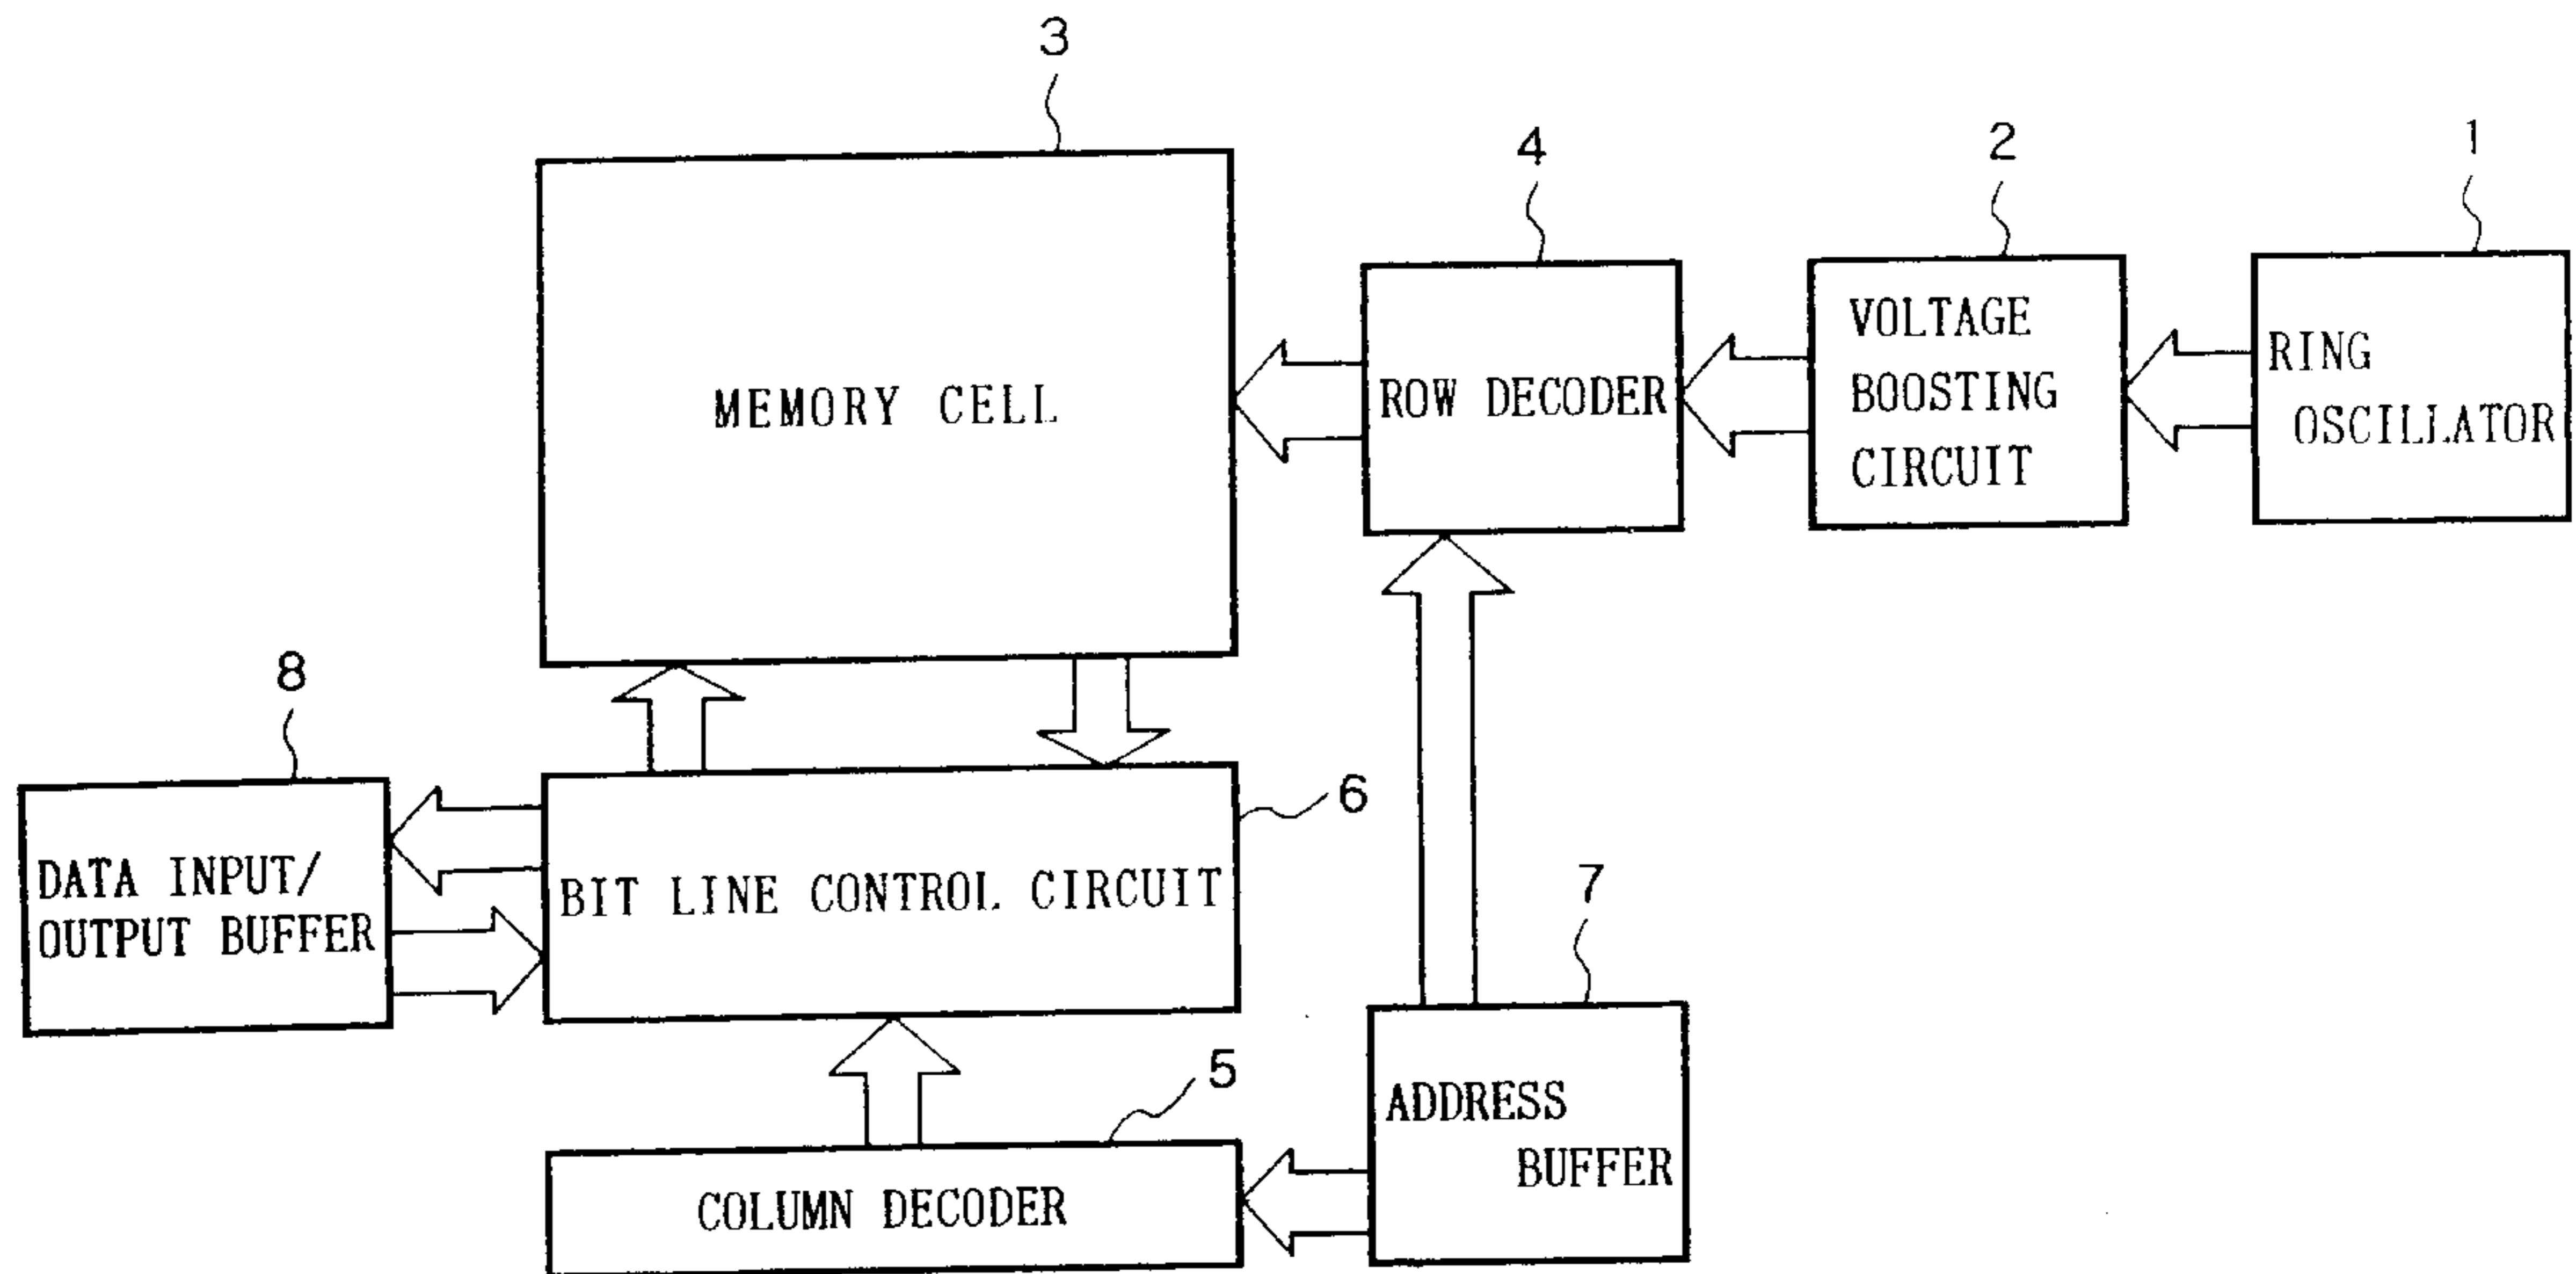 3
4
2
1
MEMORY CELL
ROW DECODER
VOLTAGE
BOOSTING
CIRCUIT
RING
OSCILLATOR
8
6
DATA INPUT/
OUTPUT BUFFER
BIT LINE CONTROL CIRCUIT
7
5
ADDRESS
BUFFER
COLUMN DECODER